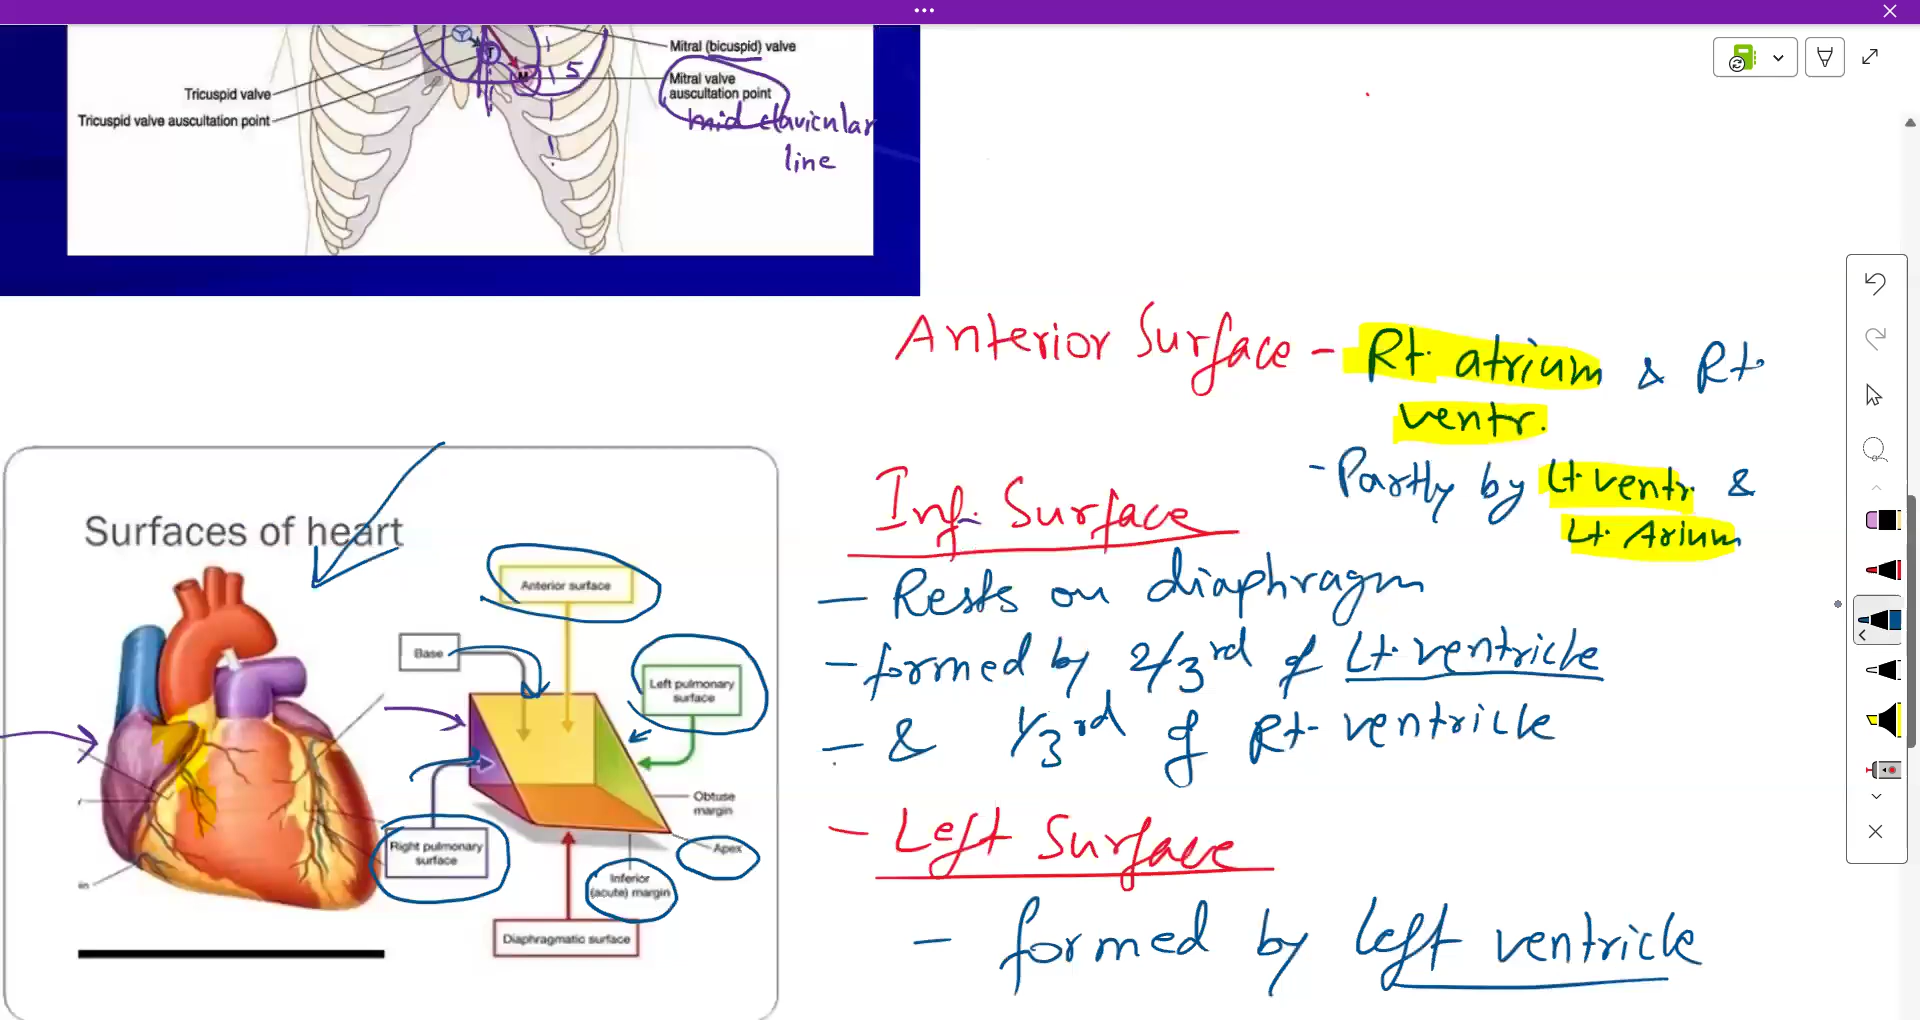 Mitral (bicuspid) valve
Mitral valve
auscultation point
mid clavicular
line
Tricuspid valve
Tricuspid valve auscultation point
T
M
5
Anterior Surface - Rt. atrium & Rt.
ventr.
- Partly by Lt. ventr. &
Lt. Arium
Inf. Surface
- Rests on diaphragm
- formed by 2/3rd of Lt. ventricle
- & 1/3rd of Rt. ventricle
- Left Surface
- formed by left ventricle
Surfaces of heart
Anterior surface
Base
Left pulmonary
surface
Obtuse
margin
Right pulmonary
surface
Apex
Inferior
(acute) margin
Diaphragmatic surface
in